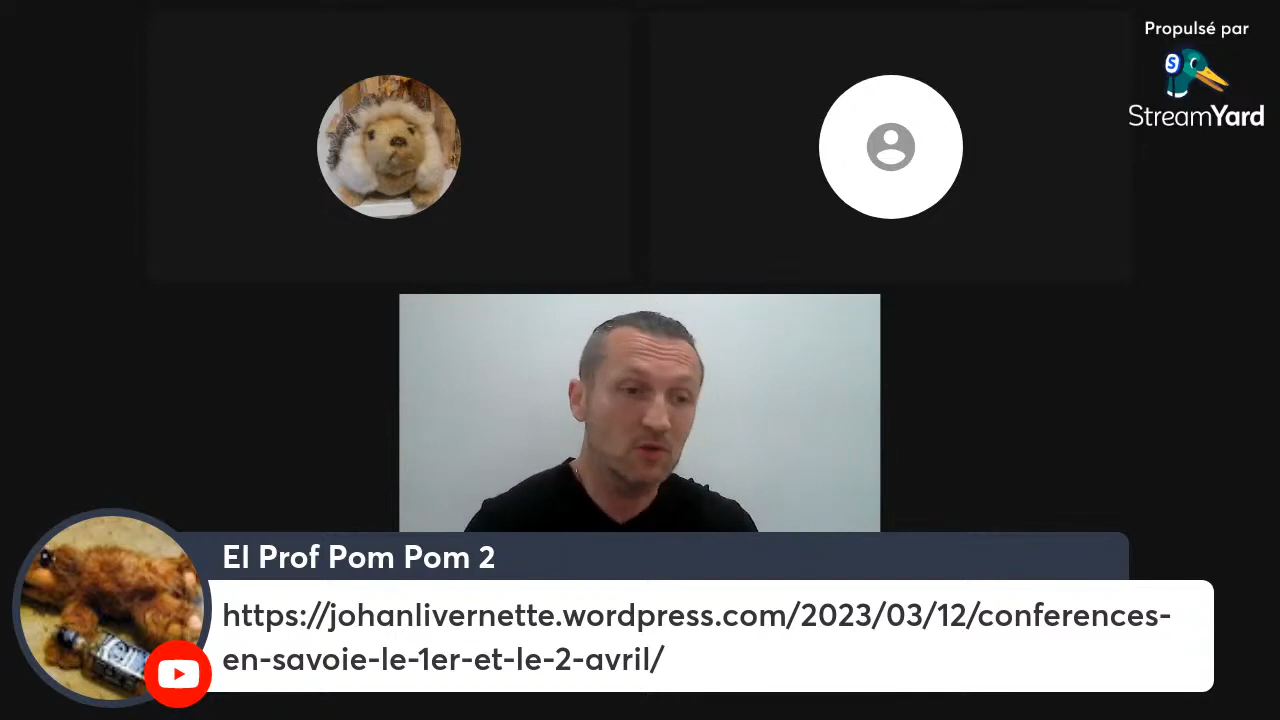 Propulsé par
StreamYard
El Prof Pom Pom 2
https://johanlivernette.wordpress.com/2023/03/12/conferences-
en-savoie-le-1er-et-le-2-avril/